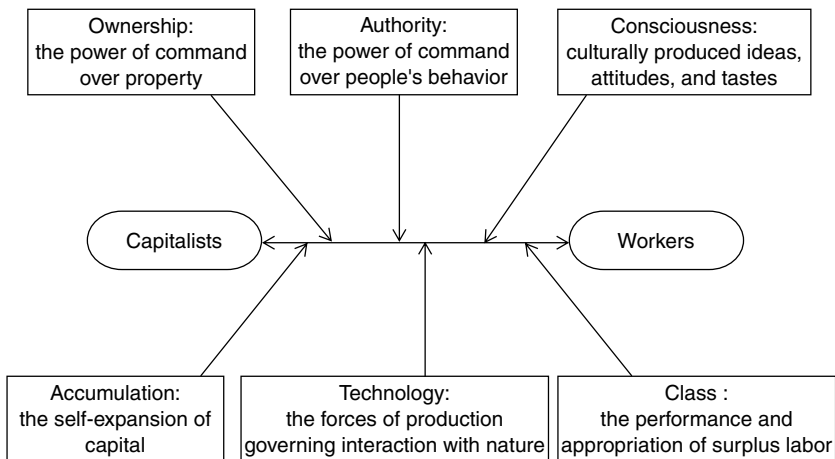 Ownership:
the power of command
over property
Authority:
the power of command
over people's behavior
Consciousness:
culturally produced ideas,
attitudes, and tastes
Capitalists
Workers
Accumulation:
the self-expansion of
capital
Technology:
the forces of production
governing interaction with nature
Class :
the performance and
appropriation of surplus labor